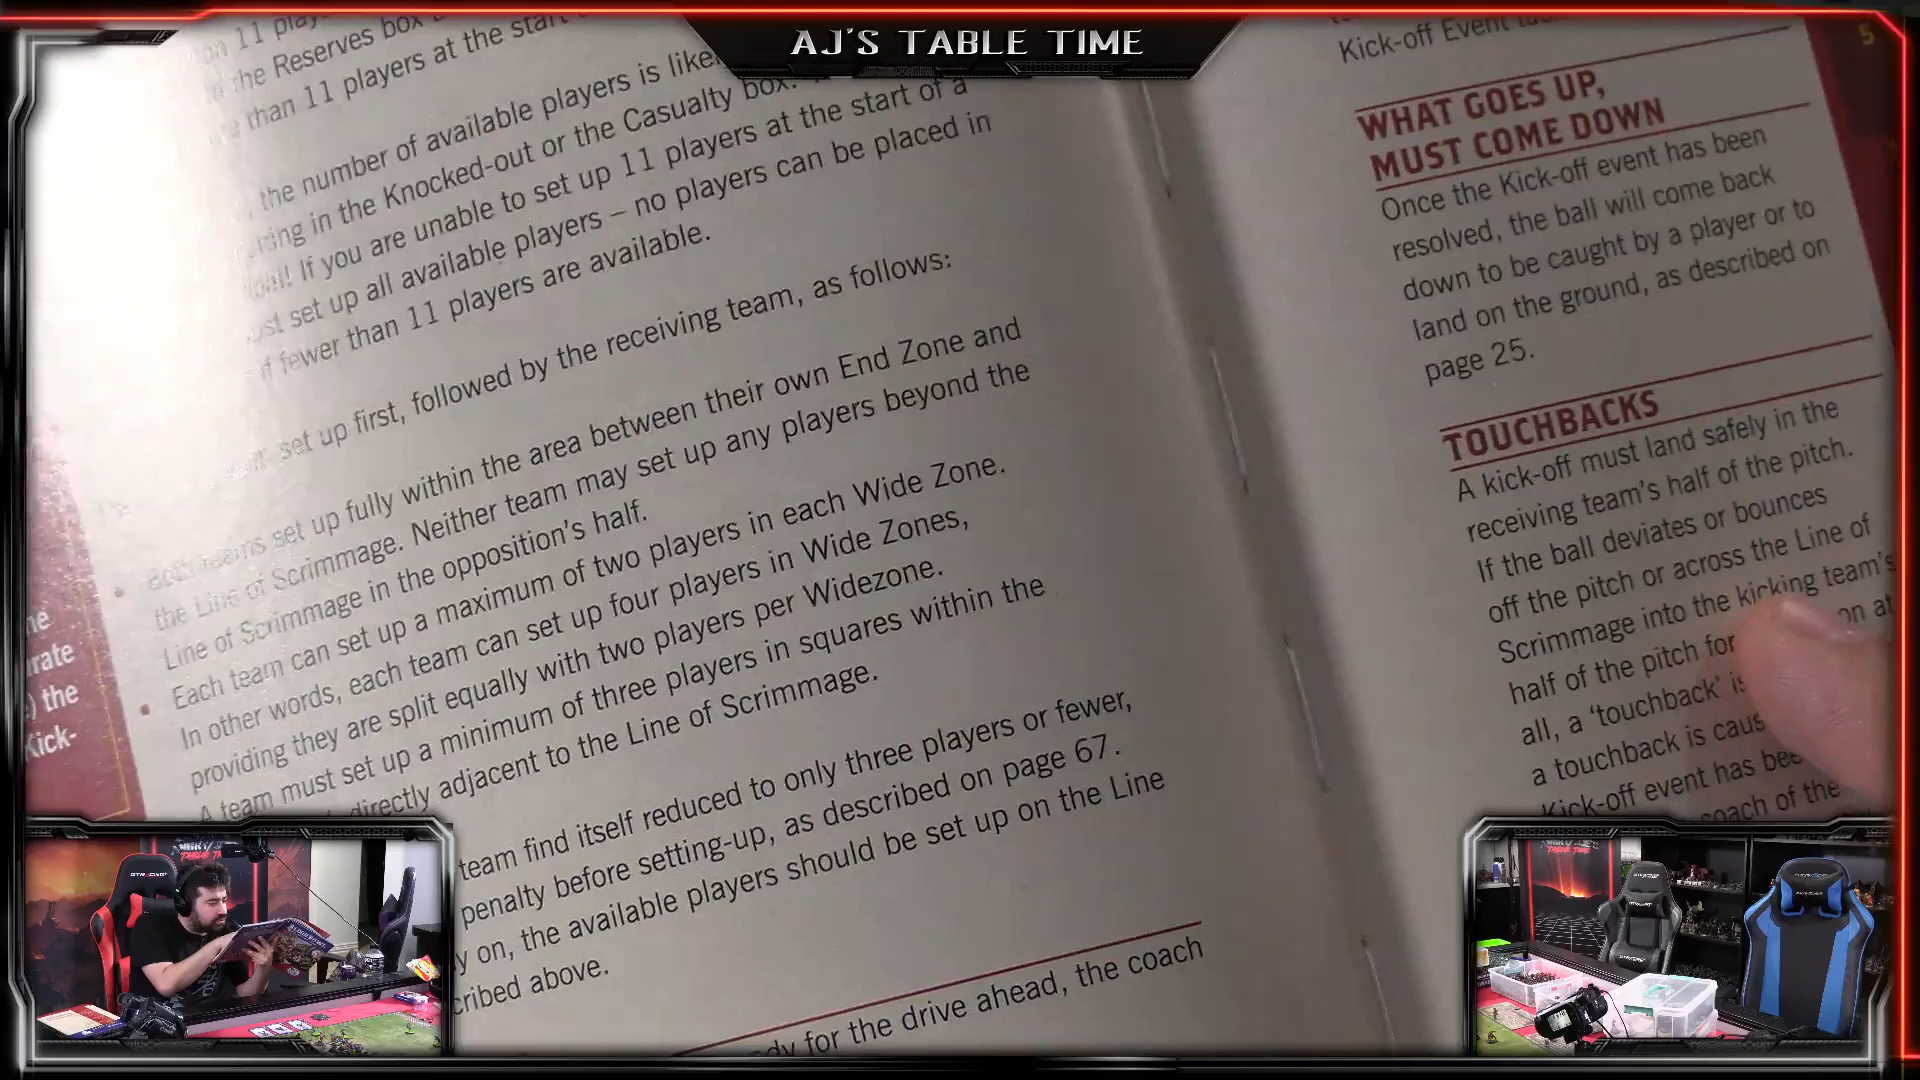 AJ'S TABLE TIME
11
the Reserves box
than 11 players at the start
the number of available players is
in the Knocked-out or the Casualty box.
If you are unable to set up 11 players at the start of a
set up all available players – no players can be placed in
fewer than 11 players are available.
set up first, followed by the receiving team, as follows:
teams set up fully within the area between their own End Zone and
the Line of Scrimmage. Neither team may set up any players beyond the
Line of Scrimmage in the opposition's half.
Each team can set up a maximum of two players in each Wide Zone.
In other words, each team can set up four players in Wide Zones,
providing they are split equally with two players per Widezone.
A team must set up a minimum of three players in squares within the
directly adjacent to the Line of Scrimmage.
team find itself reduced to only three players or fewer,
penalty before setting-up, as described on page 67.
on, the available players should be set up on the Line
above.
for the drive ahead, the coach
the
Kick-
5
Kick-off Event
WHAT GOES UP,
MUST COME DOWN
Once the Kick-off event has been
resolved, the ball will come back
down to be caught by a player or to
land on the ground, as described on
page 25.
TOUCHBACKS
A kick-off must land safely in the
receiving team's half of the pitch.
If the ball deviates or bounces
off the pitch or across the Line of
Scrimmage into the kicking team's
half of the pitch for on at
all, a 'touchback'
a touchback is
Kick-off event has
coach of the
BLOOD BOWL